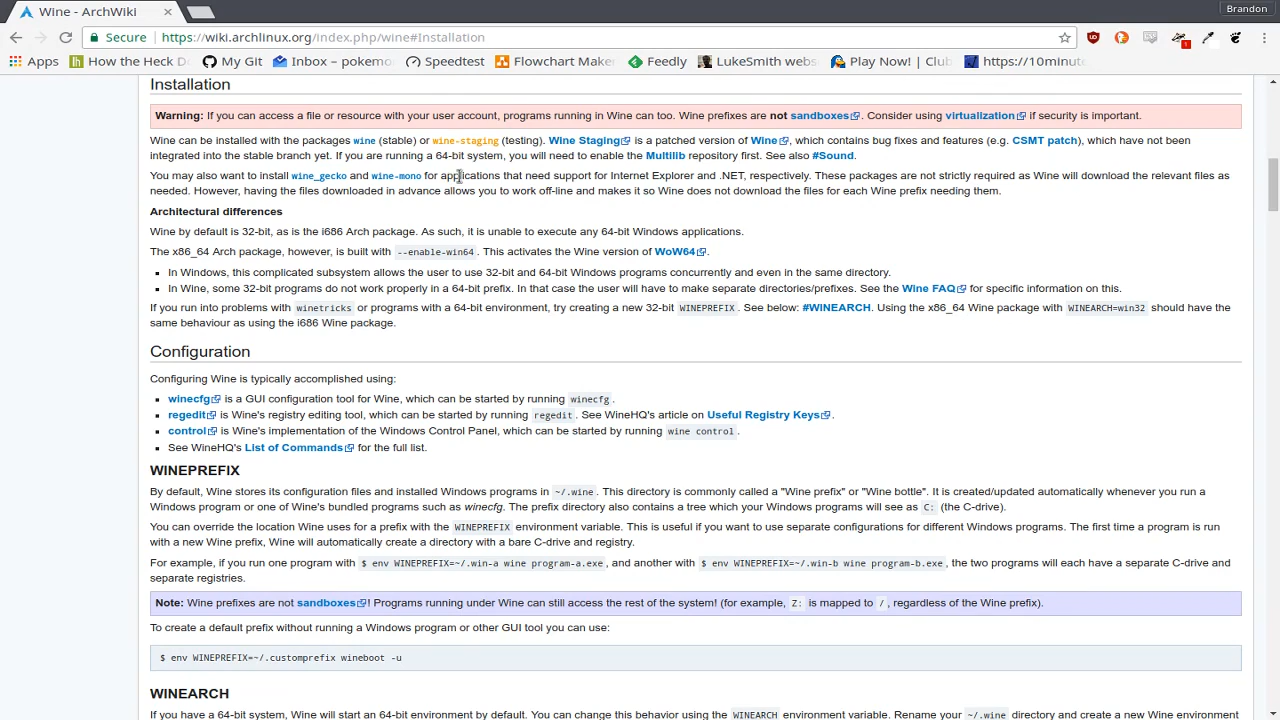 Wine - ArchWiki
Brandon
Secure https://wiki.archlinux.org/index.php/wine#Installation
Apps How the Heck D My Git Inbox – pokemo Speedtest Flowchart Make Feedly LukeSmith webs Play Now! | Club https://10minute
Installation
Warning: If you can access a file or resource with your user account, programs running in Wine can too. Wine prefixes are not sandboxes. Consider using virtualization if security is important.
Wine can be installed with the packages wine (stable) or wine-staging (testing). Wine Staging is a patched version of Wine, which contains bug fixes and features (e.g. CSMT patch), which have not been
integrated into the stable branch yet. If you are running a 64-bit system, you will need to enable the Multilib repository first. See also #Sound.
You may also want to install wine_gecko and wine-mono for applications that need support for Internet Explorer and .NET, respectively. These packages are not strictly required as Wine will download the relevant files as
needed. However, having the files downloaded in advance allows you to work off-line and makes it so Wine does not download the files for each Wine prefix needing them.
Architectural differences
Wine by default is 32-bit, as is the i686 Arch package. As such, it is unable to execute any 64-bit Windows applications.
The x86_64 Arch package, however, is built with --enable-win64. This activates the Wine version of WoW64.
In Windows, this complicated subsystem allows the user to use 32-bit and 64-bit Windows programs concurrently and even in the same directory.
In Wine, some 32-bit programs do not work properly in a 64-bit prefix. In that case the user will have to make separate directories/prefixes. See the Wine FAQ for specific information on this.
If you run into problems with winetricks or programs with a 64-bit environment, try creating a new 32-bit WINEPREFIX. See below: #WINEARCH. Using the x86_64 Wine package with WINEARCH=win32 should have the
same behaviour as using the i686 Wine package.
Configuration
Configuring Wine is typically accomplished using:
winecfg is a GUI configuration tool for Wine, which can be started by running winecfg.
regedit is Wine's registry editing tool, which can be started by running regedit. See WineHQ's article on Useful Registry Keys.
control is Wine's implementation of the Windows Control Panel, which can be started by running wine control.
See WineHQ's List of Commands for the full list.
WINEPREFIX
By default, Wine stores its configuration files and installed Windows programs in ~/.wine. This directory is commonly called a "Wine prefix" or "Wine bottle". It is created/updated automatically whenever you run a
Windows program or one of Wine's bundled programs such as winecfg. The prefix directory also contains a tree which your Windows programs will see as C: (the C-drive).
You can override the location Wine uses for a prefix with the WINEPREFIX environment variable. This is useful if you want to use separate configurations for different Windows programs. The first time a program is run
with a new Wine prefix, Wine will automatically create a directory with a bare C-drive and registry.
For example, if you run one program with $ env WINEPREFIX=~/.win-a wine program-a.exe, and another with $ env WINEPREFIX=~/.win-b wine program-b.exe, the two programs will each have a separate C-drive and
separate registries.
Note: Wine prefixes are not sandboxes! Programs running under Wine can still access the rest of the system! (for example, Z: is mapped to /, regardless of the Wine prefix).
To create a default prefix without running a Windows program or other GUI tool you can use:
$ env WINEPREFIX=~/.customprefix wineboot -u
WINEARCH
If you have a 64-bit system, Wine will start an 64-bit environment by default. You can change this behavior using the WINEARCH environment variable. Rename your ~/.wine directory and create a new Wine environment